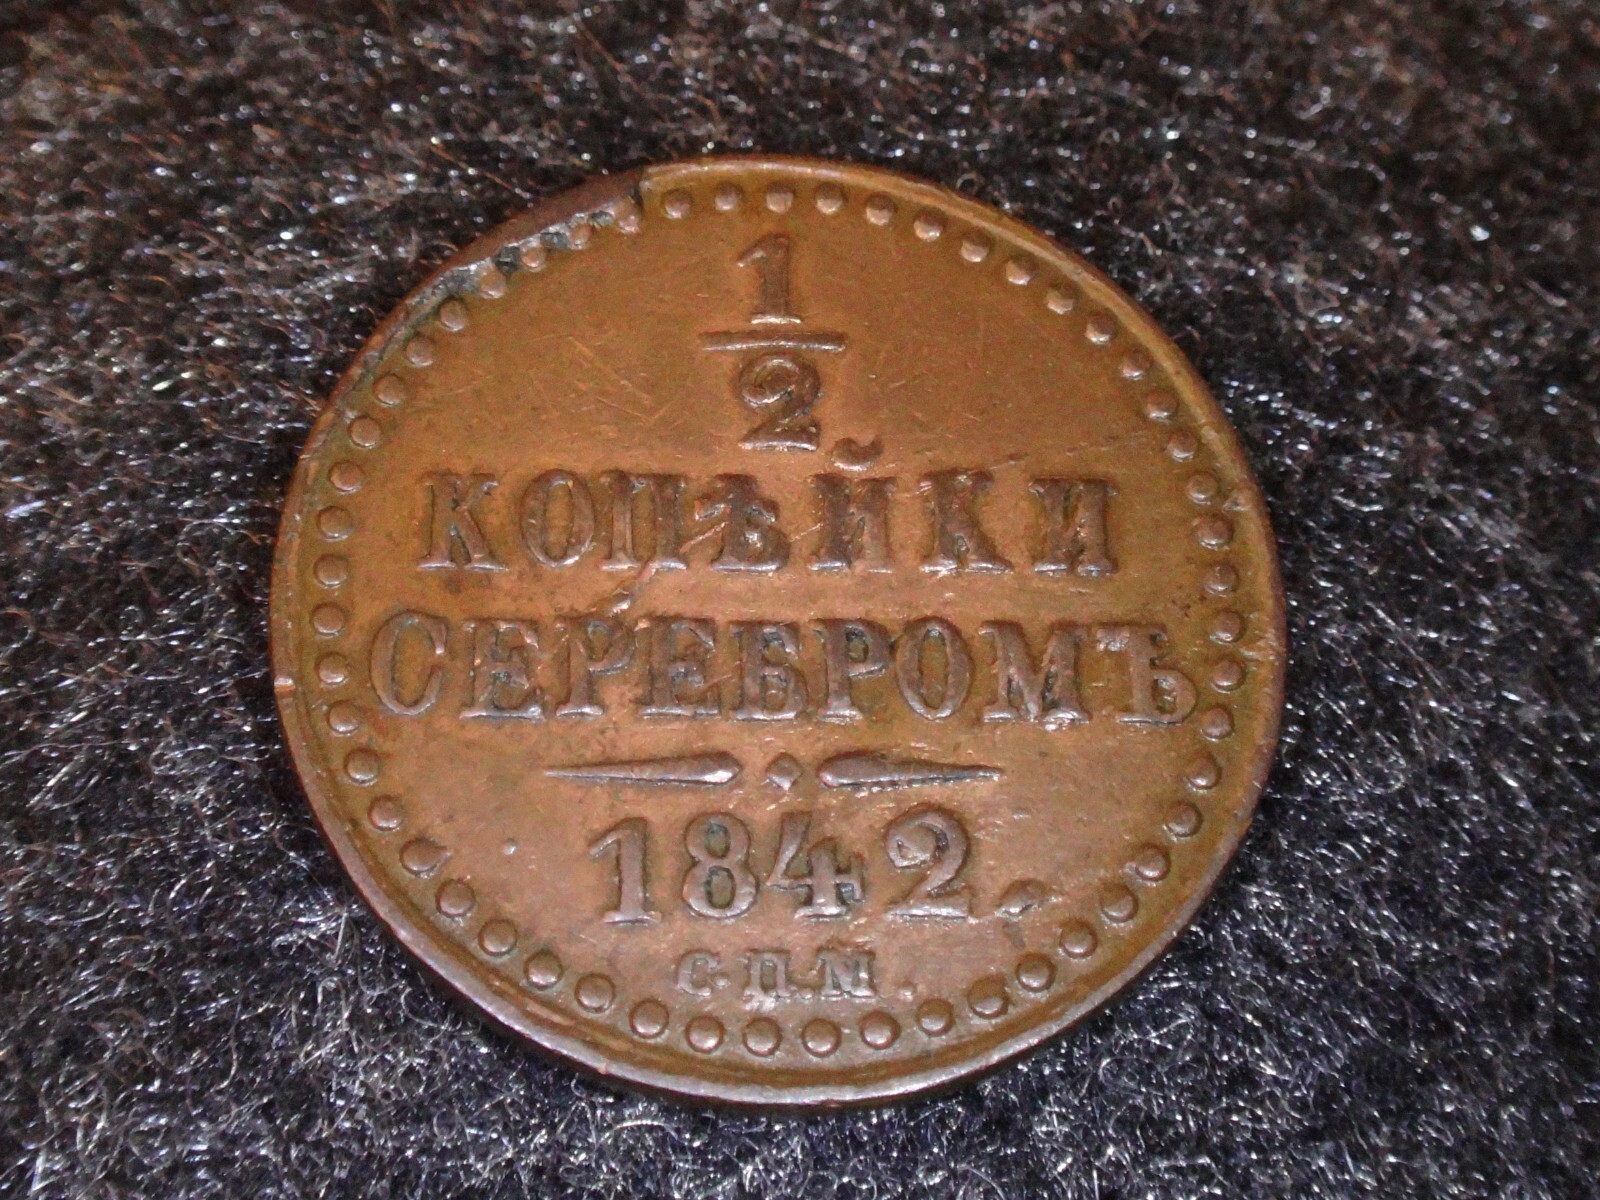 1/2
КОПѢЙКИ
СЕРЕБРОМЪ
1842.
С.П.М.